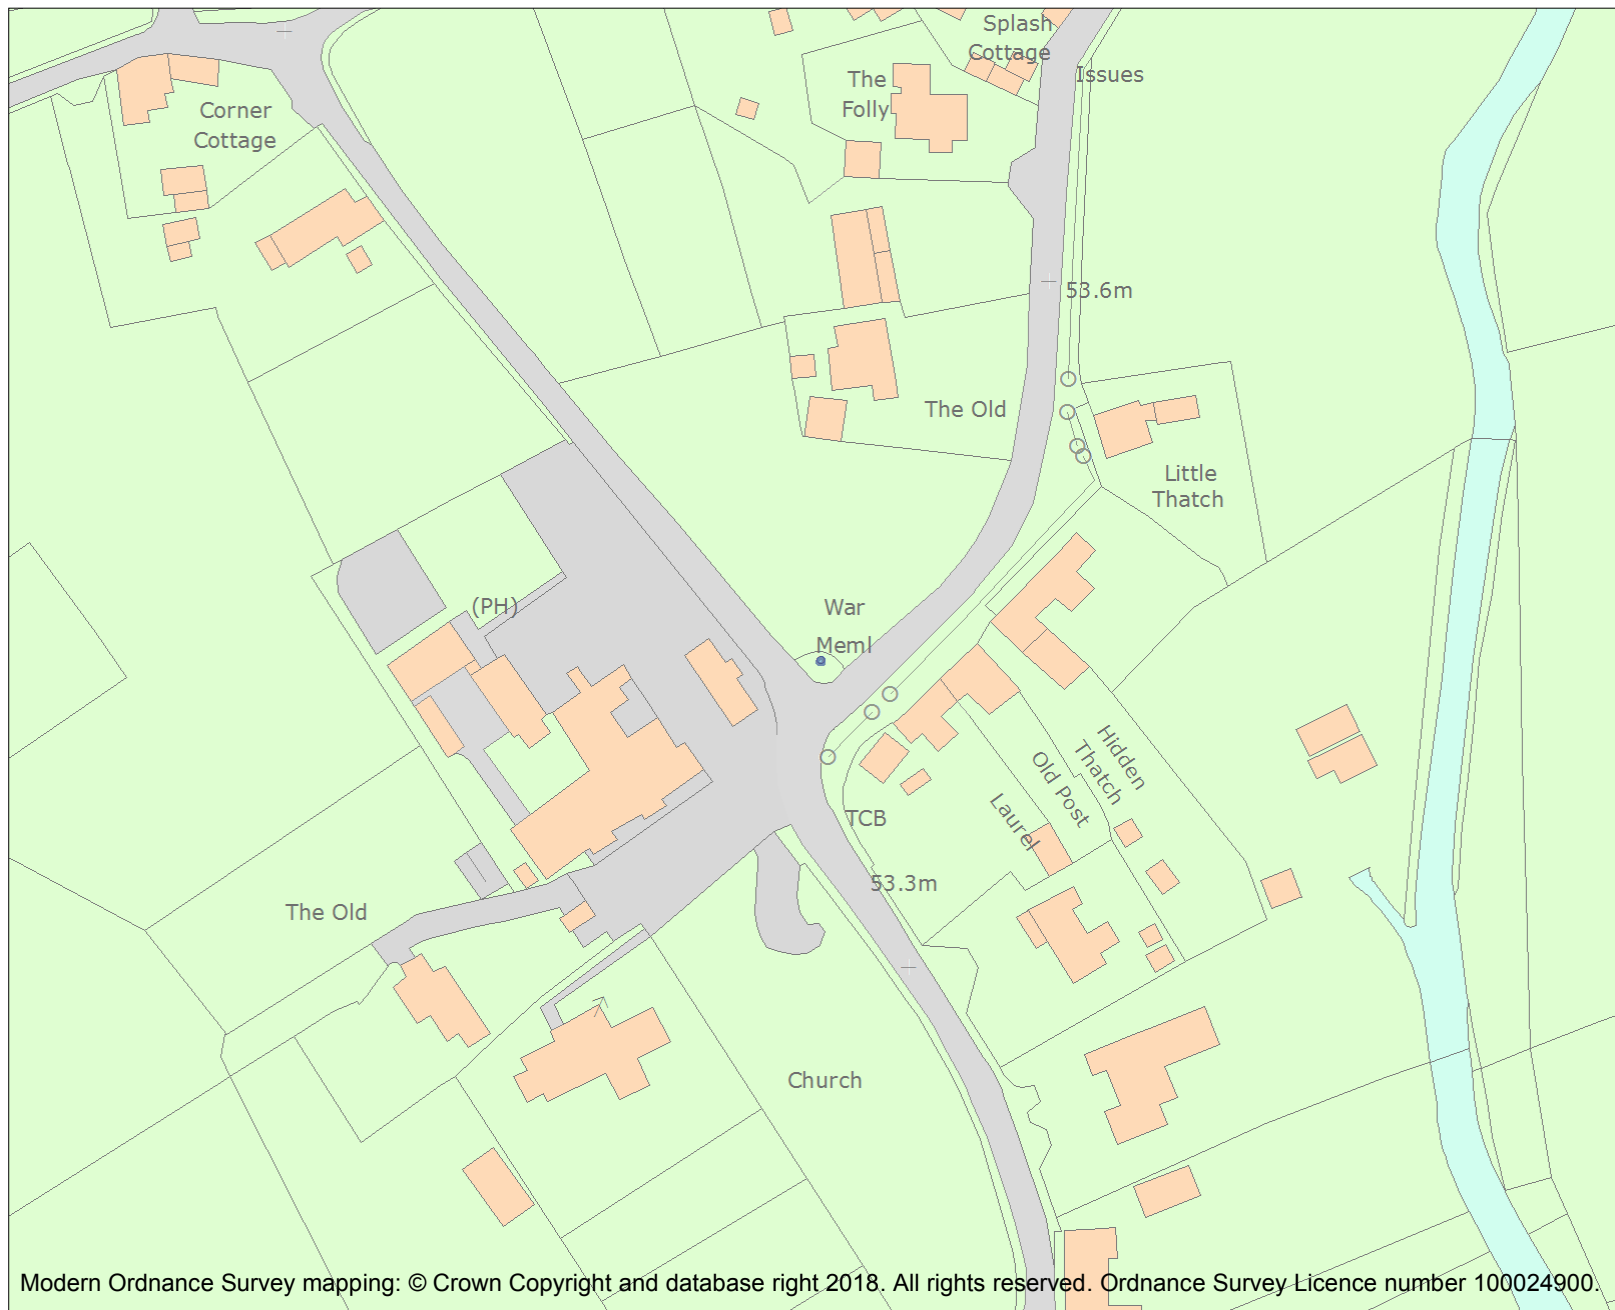 Splash
Cottage
Issues
The
Folly
Corner
Cottage
53.6m
The Old
Little
Thatch
(PH)
War
Meml
Hidden
Thatch
Old Post
Laurel
TCB
53.3m
The Old
Church
Modern Ordnance Survey mapping: © Crown Copyright and database right 2018. All rights reserved. Ordnance Survey Licence number 100024900.